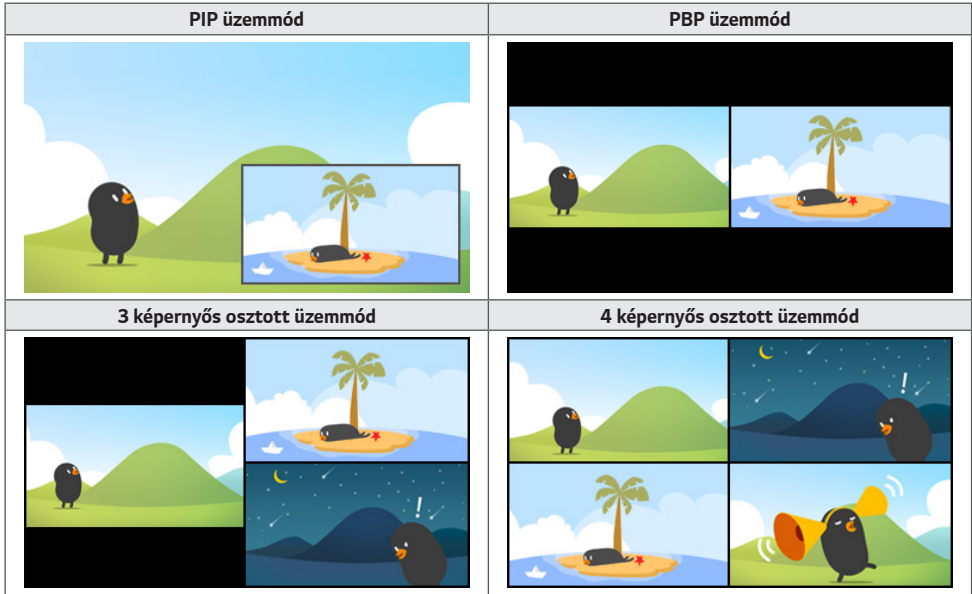 PIP üzemmód
PBP üzemmód
3 képernyős osztott üzemmód
4 képernyős osztott üzemmód
!
!